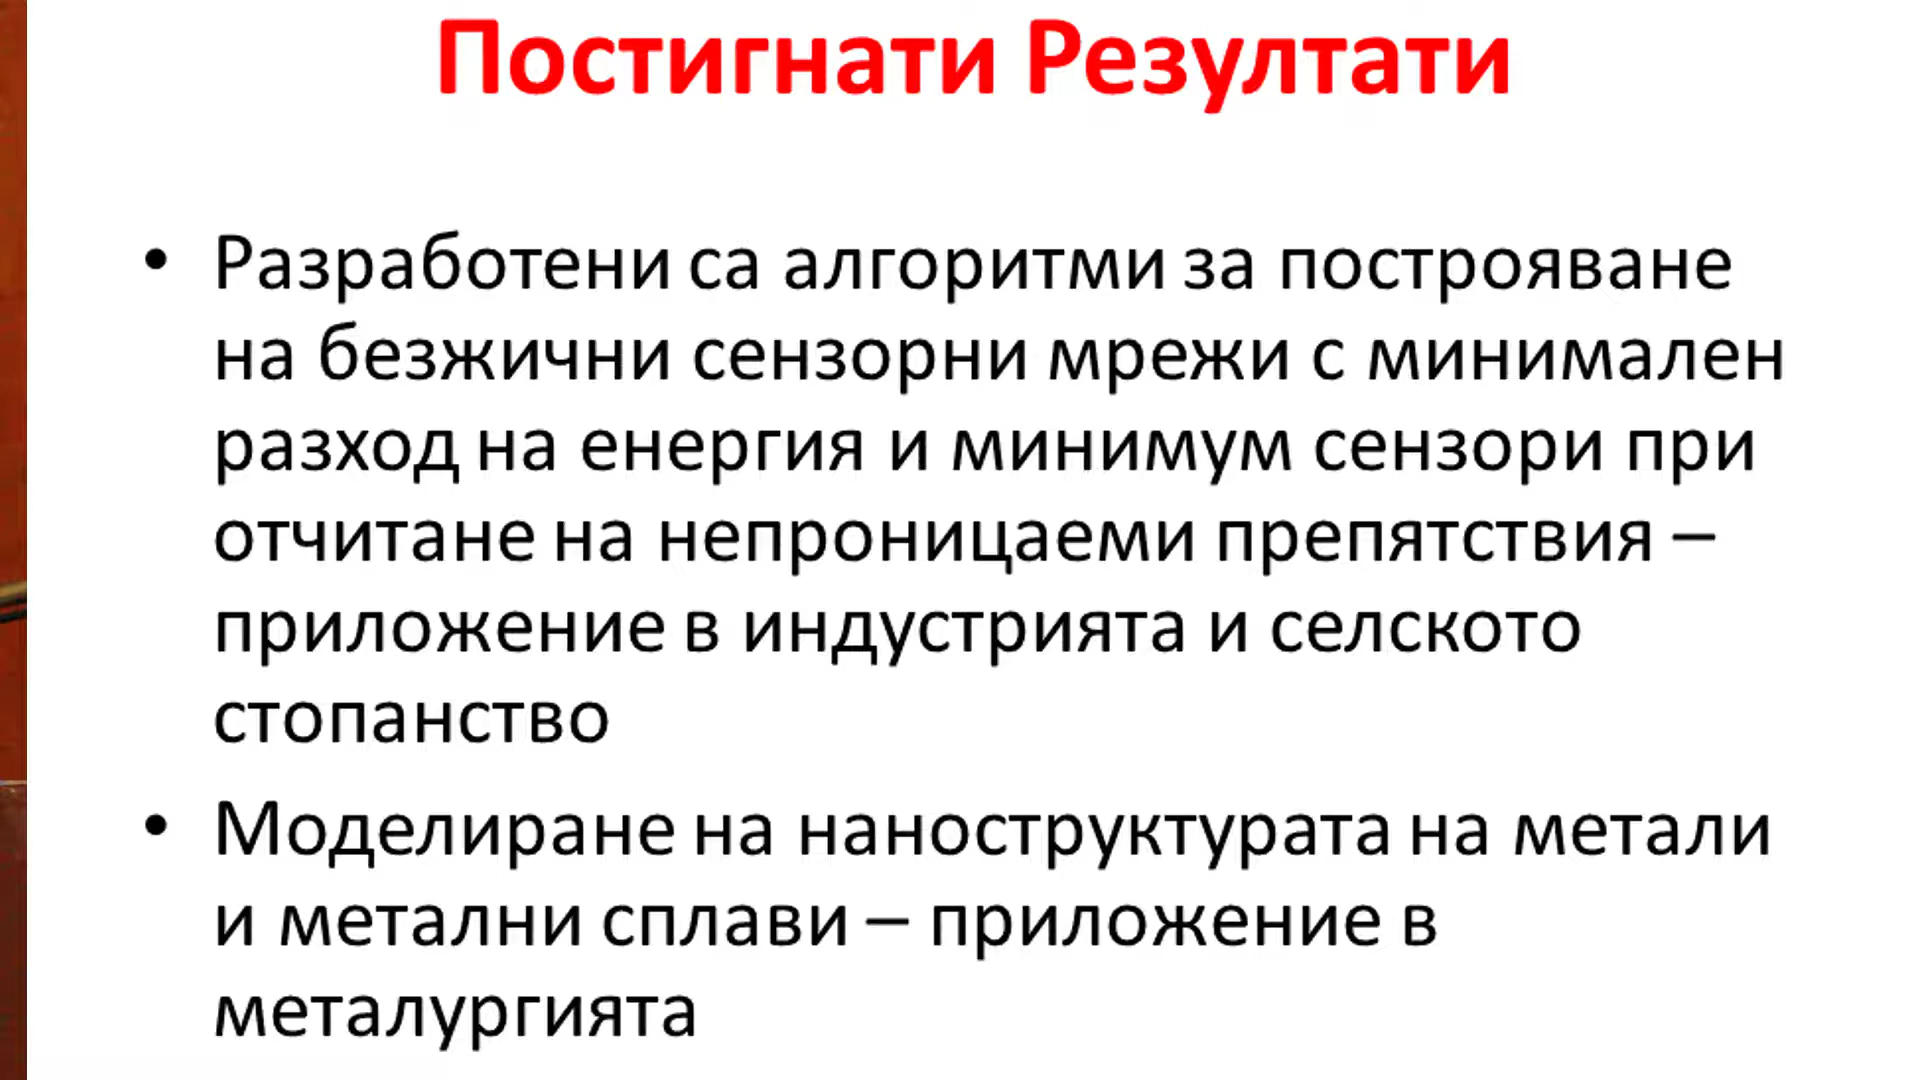 Постигнати Резултати
• Разработени са алгоритми за построяване
на безжични сензорни мрежи с минимален
разход на енергия и минимум сензори при
отчитане на непроницаеми препятствия –
приложение в индустрията и селското
стопанство
• Моделиране на наноструктурата на метали
и метални сплави – приложение в
металургията